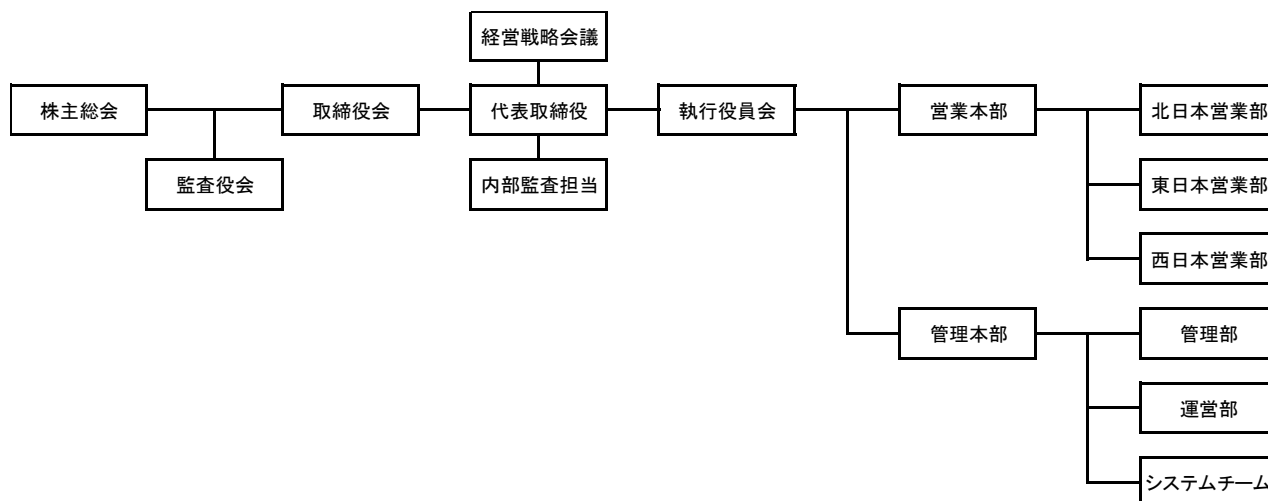 経営戦略会議
株主総会
取締役会
代表取締役
執行役員会
営業本部
北日本営業部
監査役会
内部監査担当
東日本営業部
西日本営業部
管理本部
管理部
運営部
システムチーム